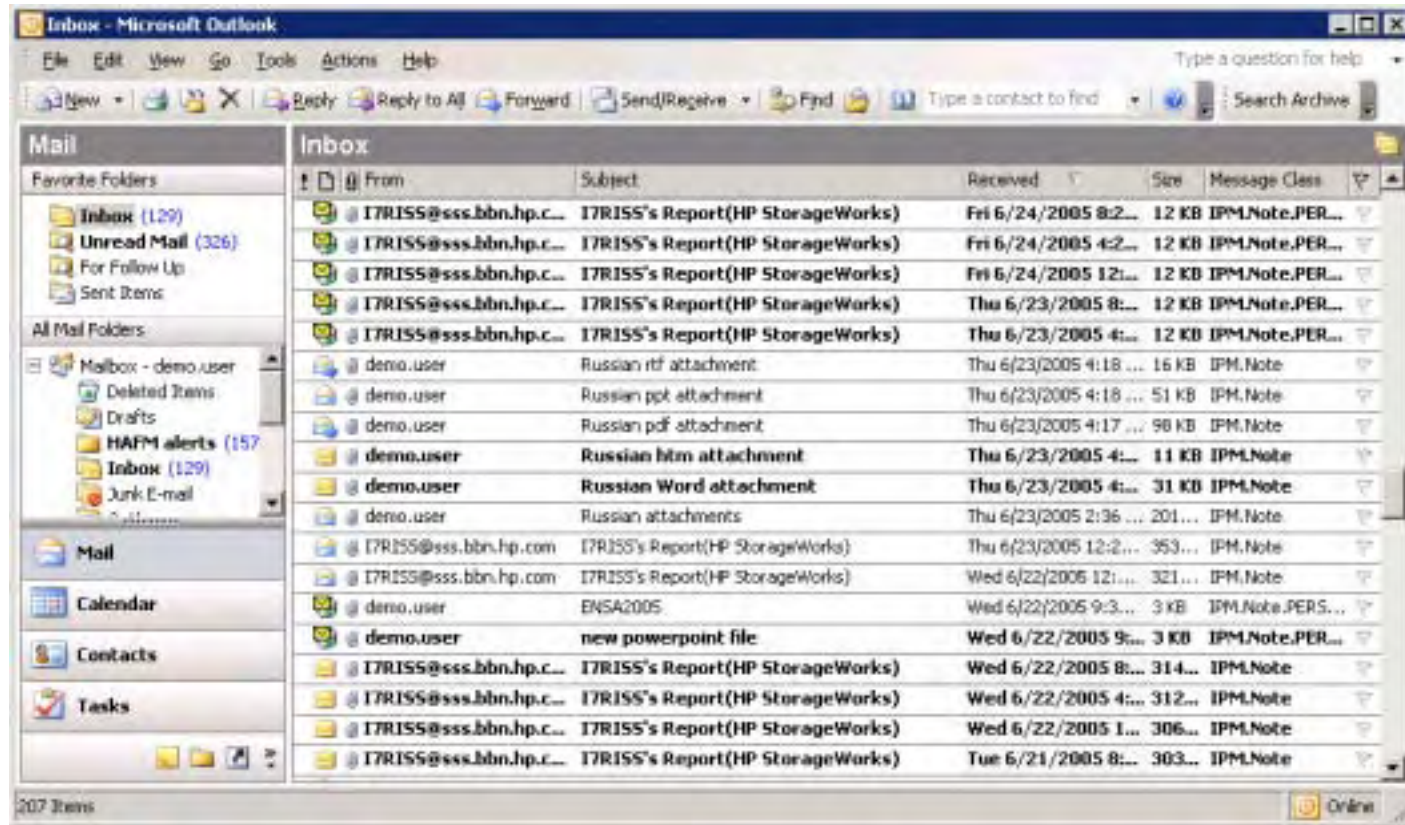 Inbox - Microsoft Outlook
File Edit View Go Tools Actions Help Type a question for help
New Reply Reply to All Forward Send/Receive Find Type a contact to find Search Archive
Mail
Favorite Folders
Inbox (129)
Unread Mail (326)
For Follow Up
Sent Items
All Mail Folders
Mailbox - demo.user
Deleted Items
Drafts
HAFM alerts (157
Inbox (129)
Junk E-mail
Mail
Calendar
Contacts
Tasks
Inbox
From Subject Received Size Message Class
I7RISS@sss.bbn.hp.c... I7RISS's Report(HP StorageWorks) Fri 6/24/2005 8:2... 12 KB IPM.Note.PER...
I7RISS@sss.bbn.hp.c... I7RISS's Report(HP StorageWorks) Fri 6/24/2005 4:2... 12 KB IPM.Note.PER...
I7RISS@sss.bbn.hp.c... I7RISS's Report(HP StorageWorks) Fri 6/24/2005 12:... 12 KB IPM.Note.PER...
I7RISS@sss.bbn.hp.c... I7RISS's Report(HP StorageWorks) Thu 6/23/2005 8:... 12 KB IPM.Note.PER...
I7RISS@sss.bbn.hp.c... I7RISS's Report(HP StorageWorks) Thu 6/23/2005 4:... 12 KB IPM.Note.PER...
demo.user Russian rtf attachment Thu 6/23/2005 4:18 ... 16 KB IPM.Note
demo.user Russian ppt attachment Thu 6/23/2005 4:18 ... 51 KB IPM.Note
demo.user Russian pdf attachment Thu 6/23/2005 4:17 ... 98 KB IPM.Note
demo.user Russian htm attachment Thu 6/23/2005 4:... 11 KB IPM.Note
demo.user Russian Word attachment Thu 6/23/2005 4:... 31 KB IPM.Note
demo.user Russian attachments Thu 6/23/2005 2:36 ... 201... IPM.Note
I7RISS@sss.bbn.hp.com I7RISS's Report(HP StorageWorks) Thu 6/23/2005 12:2... 353... IPM.Note
I7RISS@sss.bbn.hp.com I7RISS's Report(HP StorageWorks) Wed 6/22/2005 12:... 321... IPM.Note
demo.user ENSA2005 Wed 6/22/2005 9:3... 3 KB IPM.Note.PERS...
demo.user new powerpoint file Wed 6/22/2005 9:... 3 KB IPM.Note.PER...
I7RISS@sss.bbn.hp.c... I7RISS's Report(HP StorageWorks) Wed 6/22/2005 8:... 314... IPM.Note
I7RISS@sss.bbn.hp.c... I7RISS's Report(HP StorageWorks) Wed 6/22/2005 4:... 312... IPM.Note
I7RISS@sss.bbn.hp.c... I7RISS's Report(HP StorageWorks) Wed 6/22/2005 1... 306... IPM.Note
I7RISS@sss.bbn.hp.c... I7RISS's Report(HP StorageWorks) Tue 6/21/2005 8:... 303... IPM.Note
207 Items Online